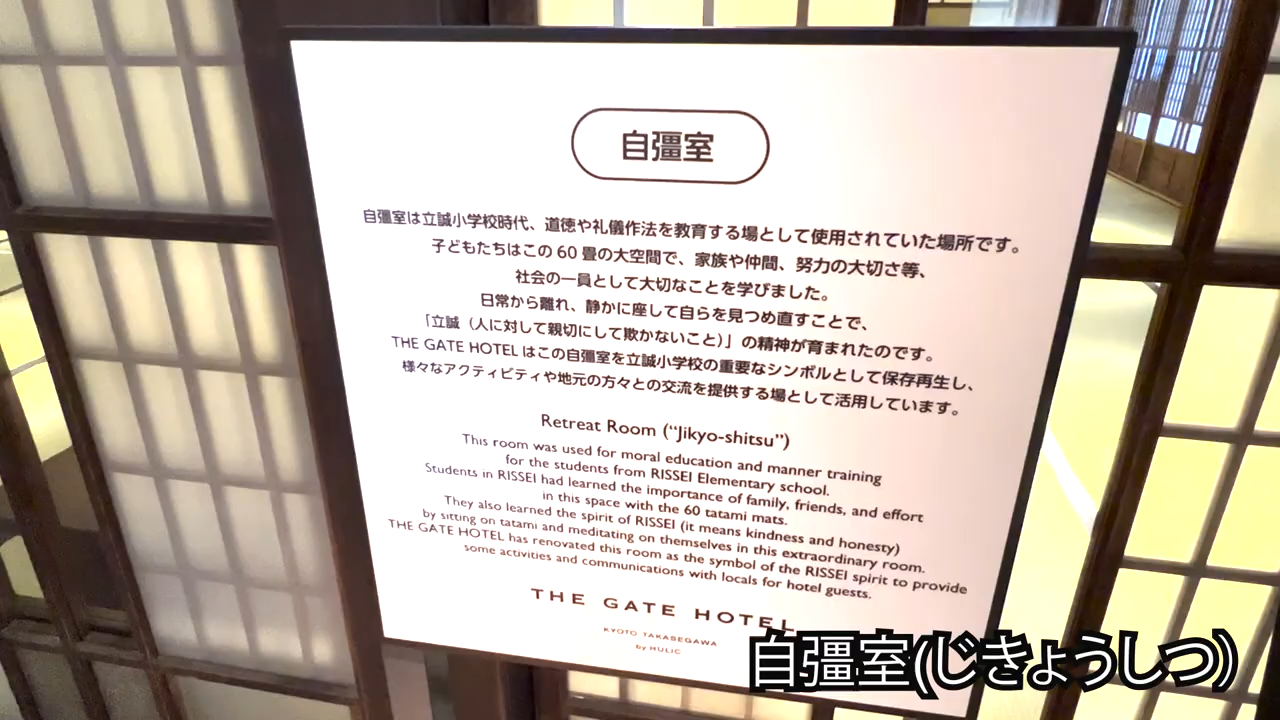 自彊室
自彊室は立誠小学校時代、道徳や礼儀作法を教育する場として使用されていた場所です。
子どもたちはこの 60 畳の大空間で、家族や仲間、努力の大切さ等、
社会の一員として大切なことを学びました。
日常から離れ、静かに座して自らを見つめ直すことで、
「立誠（人に対して親切にして欺かないこと）」の精神が育まれたのです。
THE GATE HOTEL はこの自彊室を立誠小学校の重要なシンボルとして保存再生し、
様々なアクティビティや地元の方々との交流を提供する場として活用しています。
Retreat Room (“Jikyo-shitsu”)
This room was used for moral education and manner training
for the students from RISSEI Elementary school.
Students in RISSEI had learned the importance of family, friends, and effort
in this space with the 60 tatami mats.
They also learned the spirit of RISSEI (it means kindness and honesty)
by sitting on tatami and meditating on themselves in this extraordinary room.
THE GATE HOTEL has renovated this room as the symbol of the RISSEI spirit to provide
some activities and communications with locals for hotel guests.
THE GATE HOTEL
KYOTO TAKASEGAWA
by HULIC
自彊室(じきょうしつ)